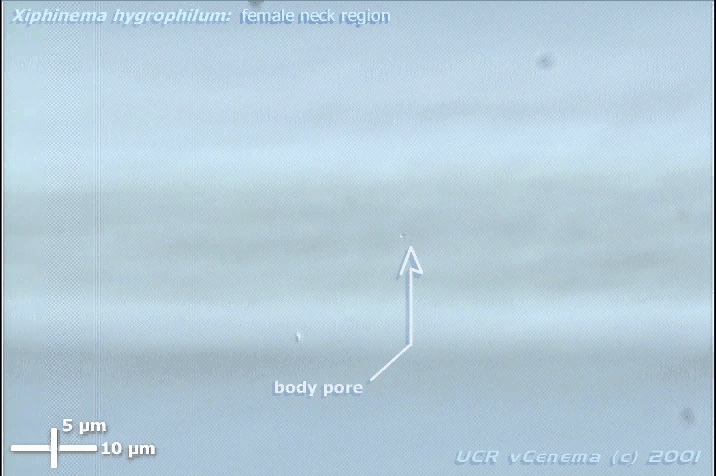 Xiphinema hygrophilum: female neck region
body pore
5 µm
10 µm
UCR vCenema (c) 2001